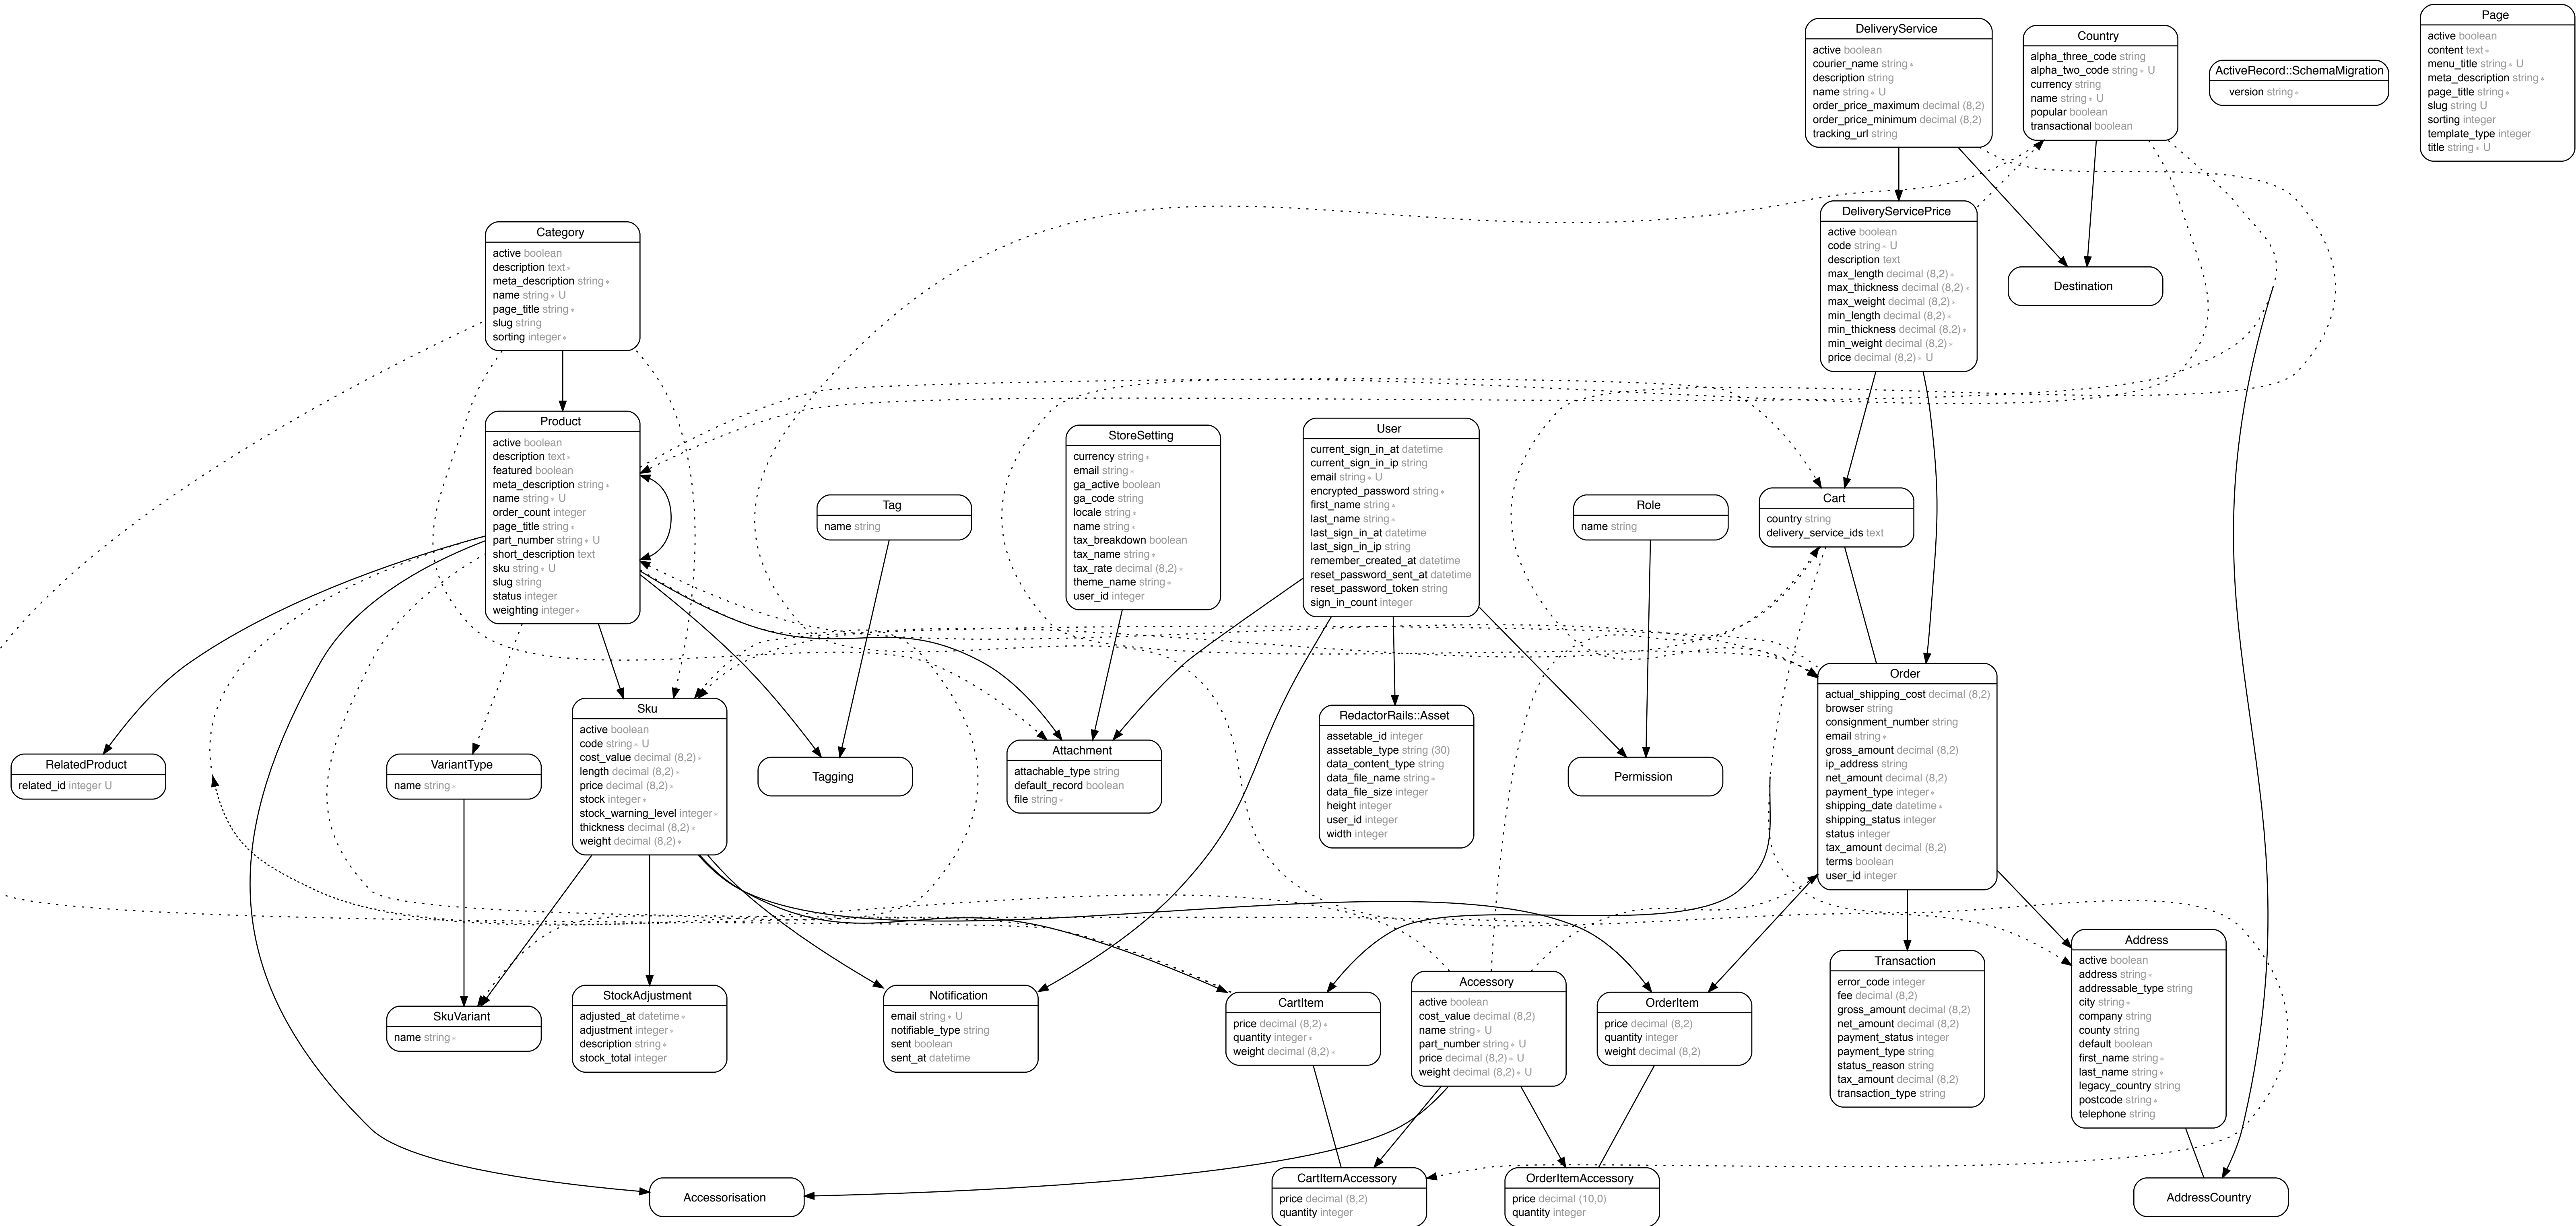 DeliveryService
active boolean
courier_name string ∗
description string
name string ∗ U
order_price_maximum decimal (8,2)
order_price_minimum decimal (8,2)
tracking_url string
Country
alpha_three_code string
alpha_two_code string ∗ U
currency string
name string ∗ U
popular boolean
transactional boolean
ActiveRecord::SchemaMigration
version string ∗
Page
active boolean
content text ∗
menu_title string ∗ U
meta_description string ∗
page_title string ∗
slug string U
sorting integer
template_type integer
title string ∗ U
Category
active boolean
description text ∗
meta_description string ∗
name string ∗ U
page_title string ∗
slug string
sorting integer ∗
DeliveryServicePrice
active boolean
code string ∗ U
description text
max_length decimal (8,2) ∗
max_thickness decimal (8,2) ∗
max_weight decimal (8,2) ∗
min_length decimal (8,2) ∗
min_thickness decimal (8,2) ∗
min_weight decimal (8,2) ∗
price decimal (8,2) ∗ U
Destination
Product
active boolean
description text ∗
featured boolean
meta_description string ∗
name string ∗ U
order_count integer
page_title string ∗
part_number string ∗ U
short_description text
sku string ∗ U
slug string
status integer
weighting integer ∗
Tag
name string
StoreSetting
currency string ∗
email string ∗
ga_active boolean
ga_code string
locale string ∗
name string ∗
tax_breakdown boolean
tax_name string ∗
tax_rate decimal (8,2) ∗
theme_name string ∗
user_id integer
User
current_sign_in_at datetime
current_sign_in_ip string
email string ∗ U
encrypted_password string ∗
first_name string ∗
last_name string ∗
last_sign_in_at datetime
last_sign_in_ip string
remember_created_at datetime
reset_password_sent_at datetime
reset_password_token string
sign_in_count integer
Role
name string
Cart
country string
delivery_service_ids text
RelatedProduct
related_id integer U
VariantType
name string ∗
Sku
active boolean
code string ∗ U
cost_value decimal (8,2) ∗
length decimal (8,2) ∗
price decimal (8,2) ∗
stock integer ∗
stock_warning_level integer ∗
thickness decimal (8,2) ∗
weight decimal (8,2) ∗
Tagging
Attachment
attachable_type string
default_record boolean
file string ∗
RedactorRails::Asset
assetable_id integer
assetable_type string (30)
data_content_type string
data_file_name string ∗
data_file_size integer
height integer
user_id integer
width integer
Permission
Order
actual_shipping_cost decimal (8,2)
browser string
consignment_number string
email string ∗
gross_amount decimal (8,2)
ip_address string
net_amount decimal (8,2)
payment_type integer ∗
shipping_date datetime ∗
shipping_status integer
status integer
tax_amount decimal (8,2)
terms boolean
user_id integer
SkuVariant
name string ∗
StockAdjustment
adjusted_at datetime ∗
adjustment integer ∗
description string ∗
stock_total integer
Notification
email string ∗ U
notifiable_type string
sent boolean
sent_at datetime
CartItem
price decimal (8,2) ∗
quantity integer ∗
weight decimal (8,2) ∗
Accessory
active boolean
cost_value decimal (8,2)
name string ∗ U
part_number string ∗ U
price decimal (8,2) ∗ U
weight decimal (8,2) ∗ U
OrderItem
price decimal (8,2)
quantity integer
weight decimal (8,2)
Transaction
error_code integer
fee decimal (8,2)
gross_amount decimal (8,2)
net_amount decimal (8,2)
payment_status integer
payment_type string
status_reason string
tax_amount decimal (8,2)
transaction_type string
Address
active boolean
address string ∗
addressable_type string
city string ∗
company string
county string
default boolean
first_name string ∗
last_name string ∗
legacy_country string
postcode string ∗
telephone string
Accessorisation
CartItemAccessory
price decimal (8,2)
quantity integer
OrderItemAccessory
price decimal (10,0)
quantity integer
AddressCountry